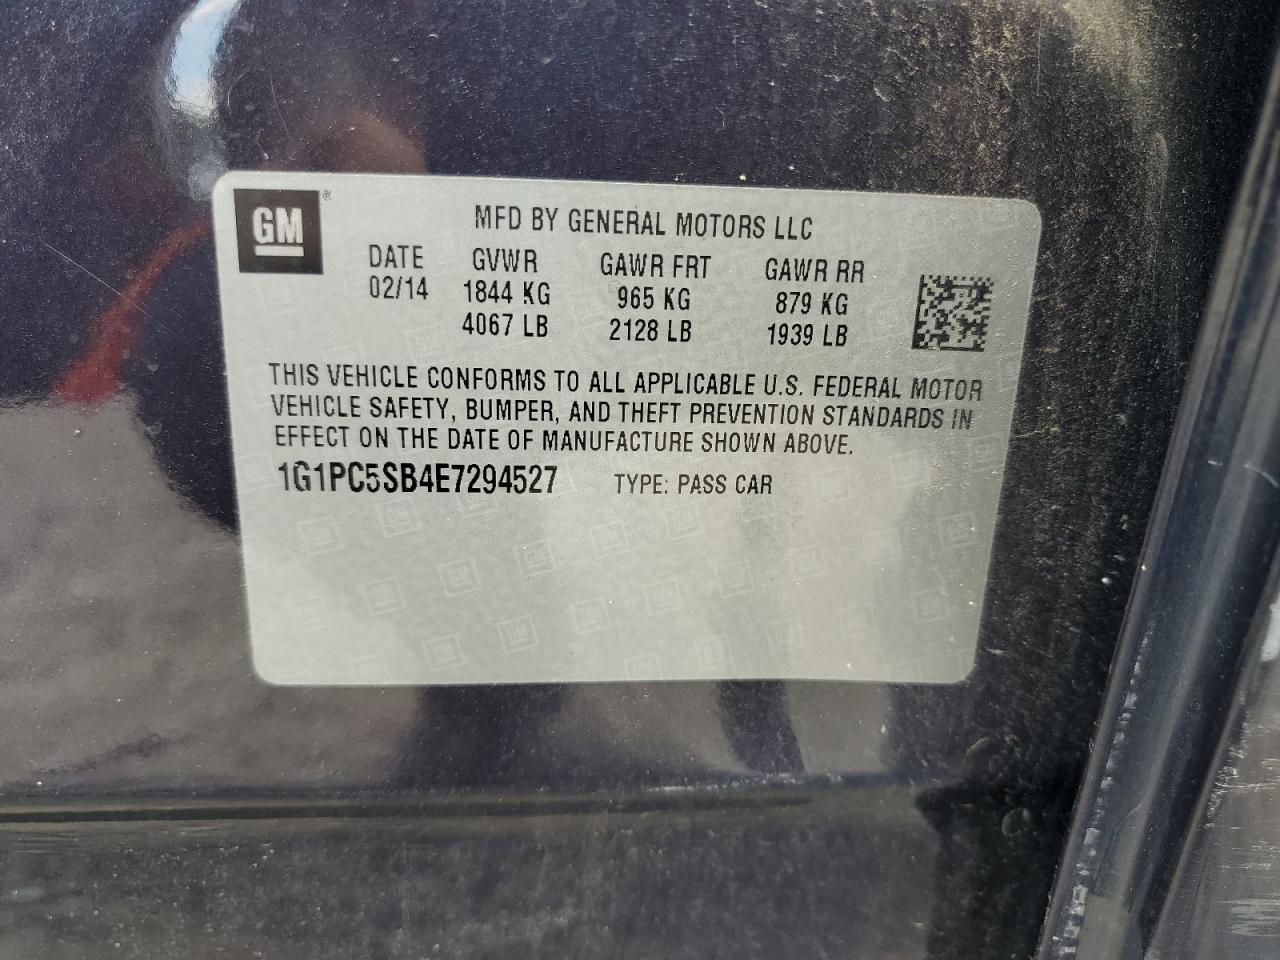 GM ®
MFD BY GENERAL MOTORS LLC
DATE GVWR GAWR FRT GAWR RR
02/14 1844 KG 965 KG 879 KG
4067 LB 2128 LB 1939 LB
THIS VEHICLE CONFORMS TO ALL APPLICABLE U.S. FEDERAL MOTOR
VEHICLE SAFETY, BUMPER, AND THEFT PREVENTION STANDARDS IN
EFFECT ON THE DATE OF MANUFACTURE SHOWN ABOVE.
1G1PC5SB4E7294527 TYPE: PASS CAR